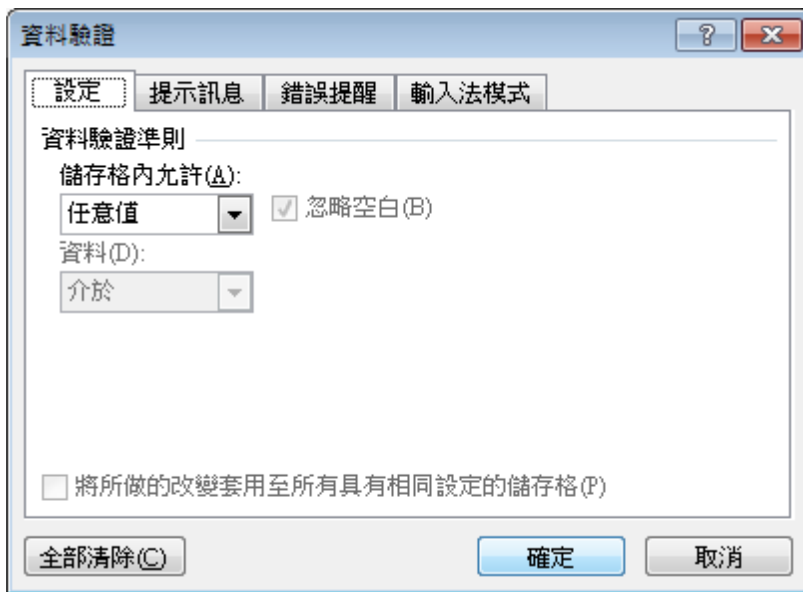 資料驗證
設定 提示訊息 錯誤提醒 輸入法模式
資料驗證準則
儲存格內允許(A):
任意值 忽略空白(B)
資料(D):
介於
將所做的改變套用至所有具有相同設定的儲存格(P)
全部清除(C) 確定 取消